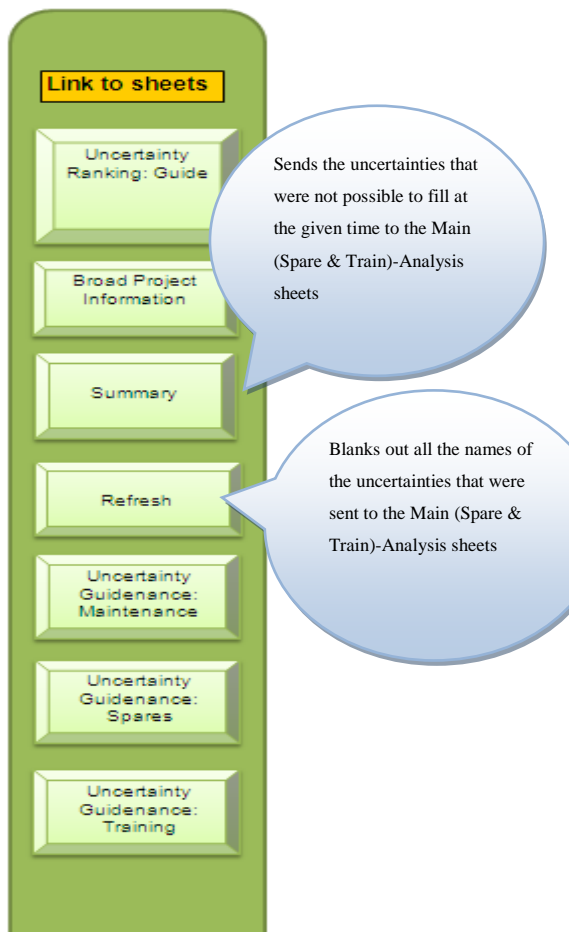 Link to sheets
Uncertainty
Ranking: Guide
Sends the uncertainties that
were not possible to fill at
the given time to the Main
(Spare & Train)-Analysis
sheets
Broad Project
Information
Summary
Blanks out all the names of
the uncertainties that were
sent to the Main (Spare &
Train)-Analysis sheets
Refresh
Uncertainty
Guidenance:
Maintenance
Uncertainty
Guidenance:
Spares
Uncertainty
Guidenance:
Training